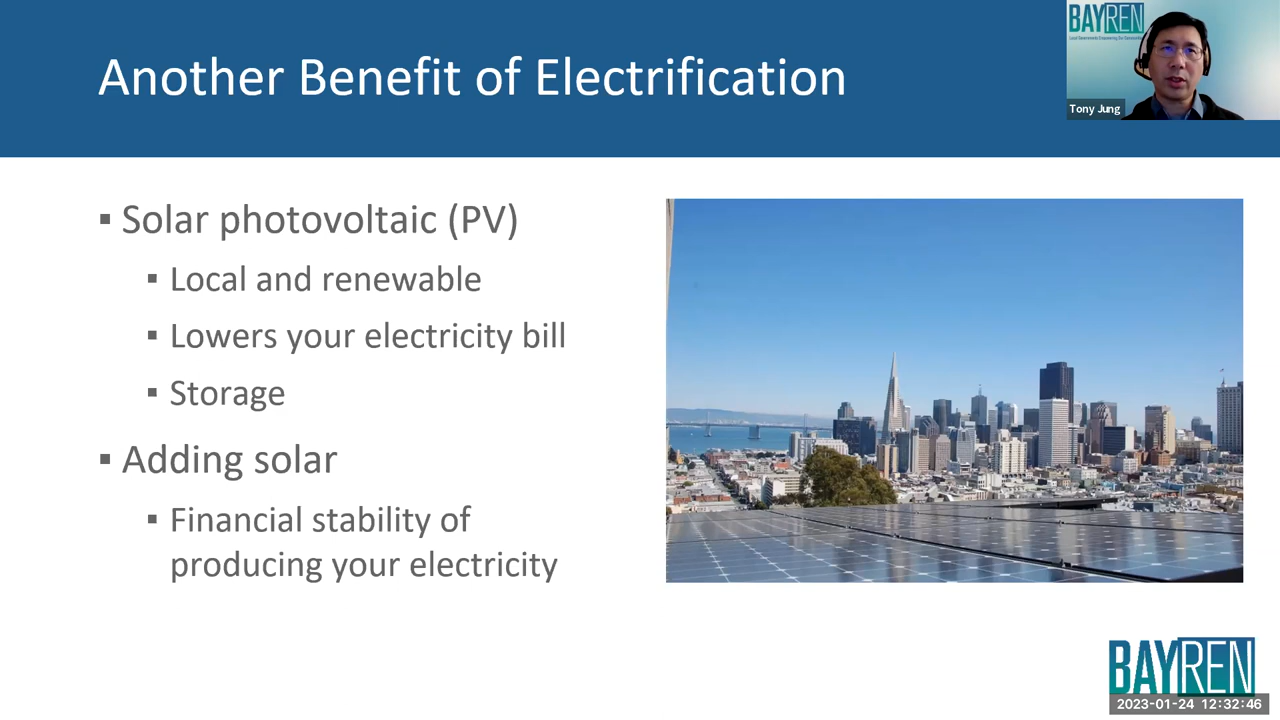 Another Benefit of Electrification
BAYREN
Tony Jung
▪ Solar photovoltaic (PV)
▪ Local and renewable
▪ Lowers your electricity bill
▪ Storage
▪ Adding solar
▪ Financial stability of
producing your electricity
BAYREN
2023-01-24 12:32:46